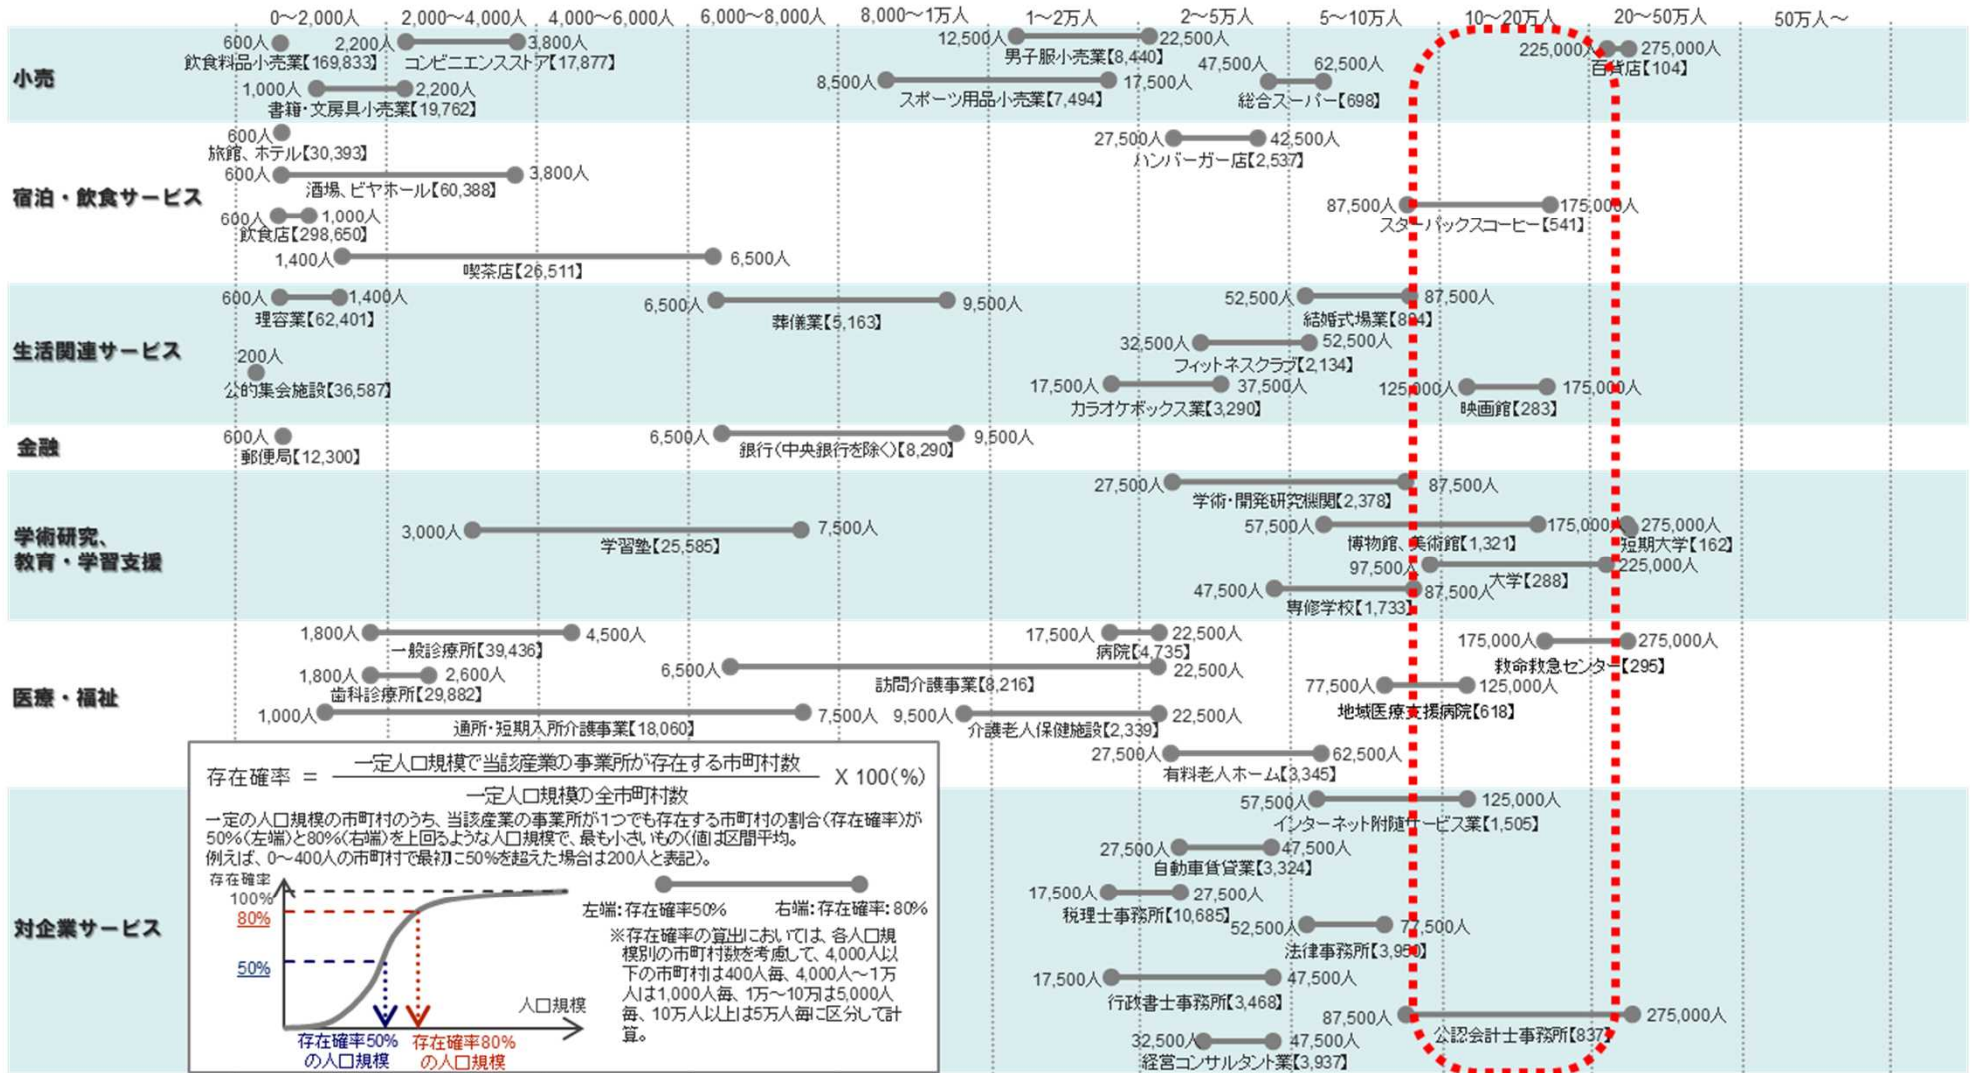 0～2,000人 2,000～4,000人 4,000～6,000人 6,000～8,000人 8,000～1万人 1～2万人 2～5万人 5～10万人 10～20万人 20～50万人 50万人～
小売
600人
飲食料品小売業【169,833】
2,200人 3,800人
コンビニエンスストア【17,877】
1,000人 2,200人
書籍・文房具小売業【19,762】
12,500人 22,500人
男子服小売業【8,440】
8,500人 17,500人
スポーツ用品小売業【7,494】
47,500人 62,500人
総合スーパー【698】
225,000人 275,000人
百貨店【104】
宿泊・飲食サービス
600人
旅館、ホテル【30,393】
600人 3,800人
酒場、ビヤホール【60,388】
600人 1,000人
飲食店【298,650】
1,400人 6,500人
喫茶店【26,511】
27,500人 42,500人
ハンバーガー店【2,537】
87,500人 175,000人
スターバックスコーヒー【541】
生活関連サービス
600人 1,400人
理容業【62,401】
200人
公的集会施設【36,587】
6,500人 9,500人
葬儀業【5,163】
52,500人 87,500人
結婚式場業
32,500人 52,500人
フィットネスクラブ【2,134】
17,500人 37,500人
カラオケボックス業【3,290】
125,000人 175,000人
映画館【283】
金融
600人
郵便局【12,300】
6,500人 9,500人
銀行（中央銀行を除く）【8,290】
学術研究、
教育・学習支援
3,000人 7,500人
学習塾【25,585】
27,500人 87,500人
学術・開発研究機関【2,378】
57,500人 175,000人
博物館、美術館【1,321】
275,000人
短期大学【162】
97,500人 225,000人
大学【288】
47,500人 87,500人
専修学校【1,733】
医療・福祉
1,800人 4,500人
一般診療所【39,436】
1,800人 2,600人
歯科診療所【29,882】
1,000人 7,500人
通所・短期入所介護事業【18,060】
17,500人 22,500人
病院【4,735】
6,500人 22,500人
訪問介護事業【8,216】
9,500人 22,500人
介護老人保健施設【2,339】
27,500人 62,500人
有料老人ホーム【3,345】
175,000人 275,000人
救命救急センター【295】
77,500人 125,000人
地域医療支援病院【618】
対企業サービス
57,500人 125,000人
インターネット附随サービス業【1,505】
27,500人 47,500人
自動車賃貸業【3,324】
17,500人 27,500人
税理士事務所【10,685】
52,500人 77,500人
法律事務所【3,950】
17,500人 47,500人
行政書士事務所【3,468】
87,500人 275,000人
公認会計士事務所【837】
32,500人 47,500人
経営コンサルタント業【3,937】
存在確率 ＝ 一定人口規模で当該産業の事業所が存在する市町村数 X 100(％)
一定人口規模の全市町村数
一定の人口規模の市町村のうち、当該産業の事業所が１つでも存在する市町村の割合（存在確率）が
50%（左端）と80%（右端）を上回るような人口規模で、最も小さいもの（値は区間平均。
例えば、0～400人の市町村で最初に50%を超えた場合は200人と表記）。
存在確率
100%
80%
50%
人口規模
存在確率50%
の人口規模
存在確率80%
の人口規模
左端：存在確率50% 右端：存在確率：80%
※存在確率の算出においては、各人口規
模別の市町村数を考慮して、4,000人以
下の市町村は400人毎、4,000人～1万
人は1,000人毎、1万～10万は5,000人
毎、10万人以上は5万人毎に区分して計
算。